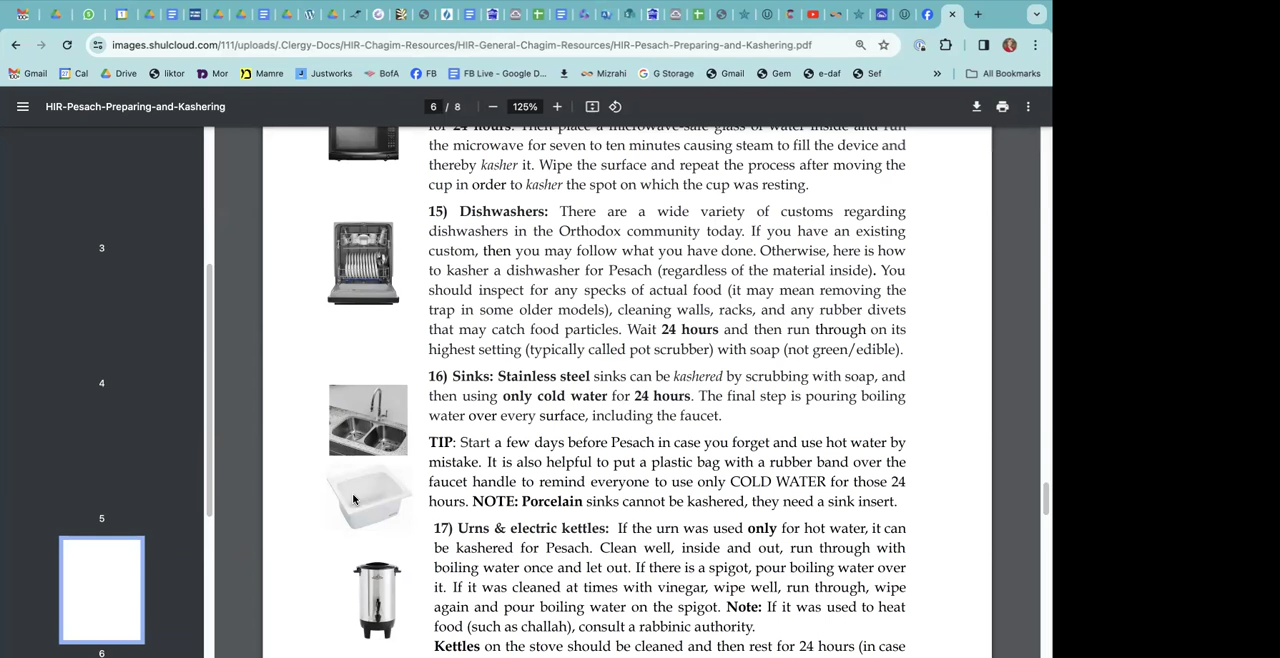 images.shulcloud.com/111/uploads/.Clergy-Docs/HIR-Chagim-Resources/HIR-General-Chagim-Resources/HIR-Pesach-Preparing-and-Kashering.pdf
Gmail Cal Drive liktor Mor Mamre Justworks BofA FB FB Live - Google D... Mizrahi G Storage Gmail Gem e-daf Sef » All Bookmarks
HIR-Pesach-Preparing-and-Kashering 6 / 8 — 125% +
for 24 hours. Then place a microwave-safe glass of water inside and run
the microwave for seven to ten minutes causing steam to fill the device and
thereby kasher it. Wipe the surface and repeat the process after moving the
cup in order to kasher the spot on which the cup was resting.
15) Dishwashers: There are a wide variety of customs regarding
dishwashers in the Orthodox community today. If you have an existing
custom, then you may follow what you have done. Otherwise, here is how
to kasher a dishwasher for Pesach (regardless of the material inside). You
should inspect for any specks of actual food (it may mean removing the
trap in some older models), cleaning walls, racks, and any rubber divets
that may catch food particles. Wait 24 hours and then run through on its
highest setting (typically called pot scrubber) with soap (not green/edible).
16) Sinks: Stainless steel sinks can be kashered by scrubbing with soap, and
then using only cold water for 24 hours. The final step is pouring boiling
water over every surface, including the faucet.
TIP: Start a few days before Pesach in case you forget and use hot water by
mistake. It is also helpful to put a plastic bag with a rubber band over the
faucet handle to remind everyone to use only COLD WATER for those 24
hours. NOTE: Porcelain sinks cannot be kashered, they need a sink insert.
17) Urns & electric kettles: If the urn was used only for hot water, it can
be kashered for Pesach. Clean well, inside and out, run through with
boiling water once and let out. If there is a spigot, pour boiling water over
it. If it was cleaned at times with vinegar, wipe well, run through, wipe
again and pour boiling water on the spigot. Note: If it was used to heat
food (such as challah), consult a rabbinic authority.
Kettles on the stove should be cleaned and then rest for 24 hours (in case
3
4
5
6